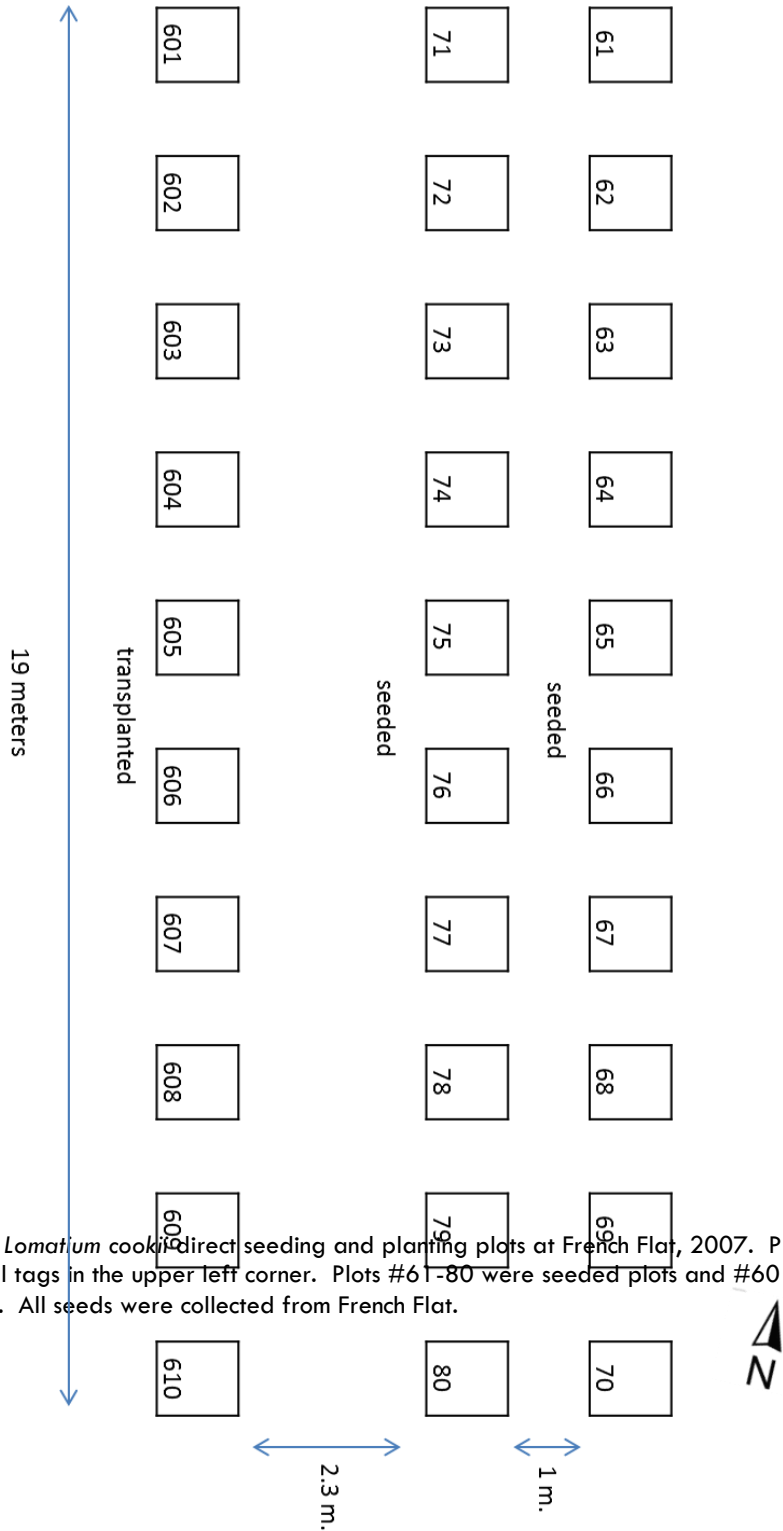 61 62 63 64 65 66 67 68 69 70
seeded
1 m.
71 72 73 74 75 76 77 78 79 80
seeded
2.3 m.
601 602 603 604 605 606 607 608 609 610
transplanted
19 meters
N
Lomatium cookii direct seeding and planting plots at French Flat, 2007. P
l tags in the upper left corner. Plots #61-80 were seeded plots and #60
. All seeds were collected from French Flat.